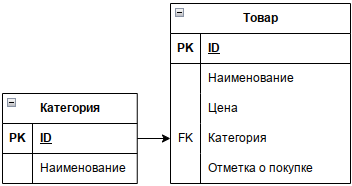 Товар
PK ID
Наименование
Цена
FK Категория
Отметка о покупке
Категория
PK ID
Наименование